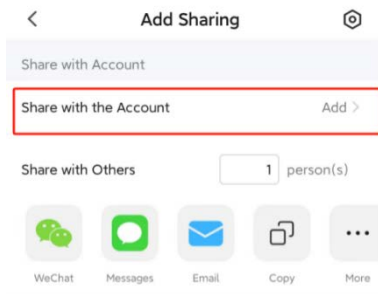 Add Sharing
Share with Account
Share with the Account Add >
Share with Others 1 person(s)
WeChat Messages Email Copy More